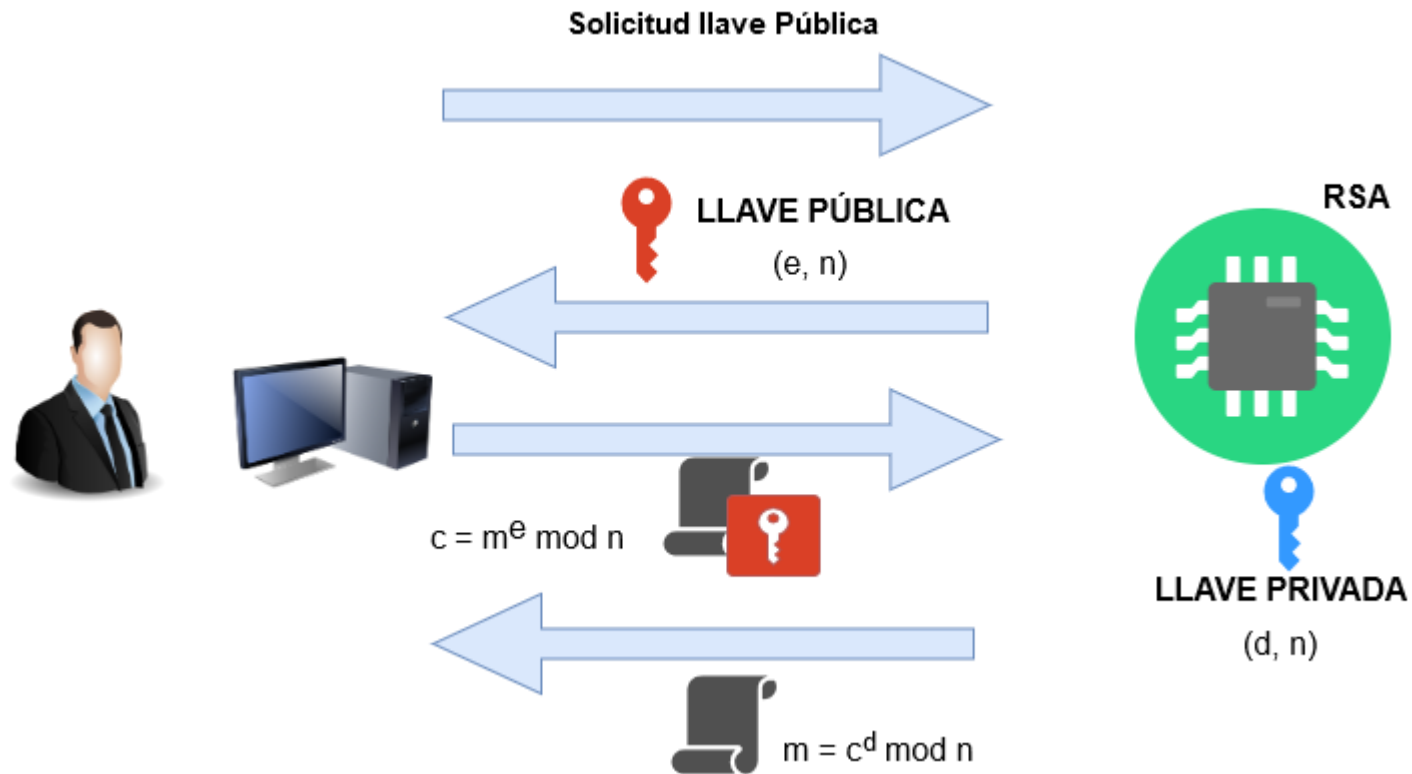 Solicitud llave Pública
RSA
LLAVE PÚBLICA
(e, n)
c = m^e mod n
LLAVE PRIVADA
(d, n)
m = c^d mod n